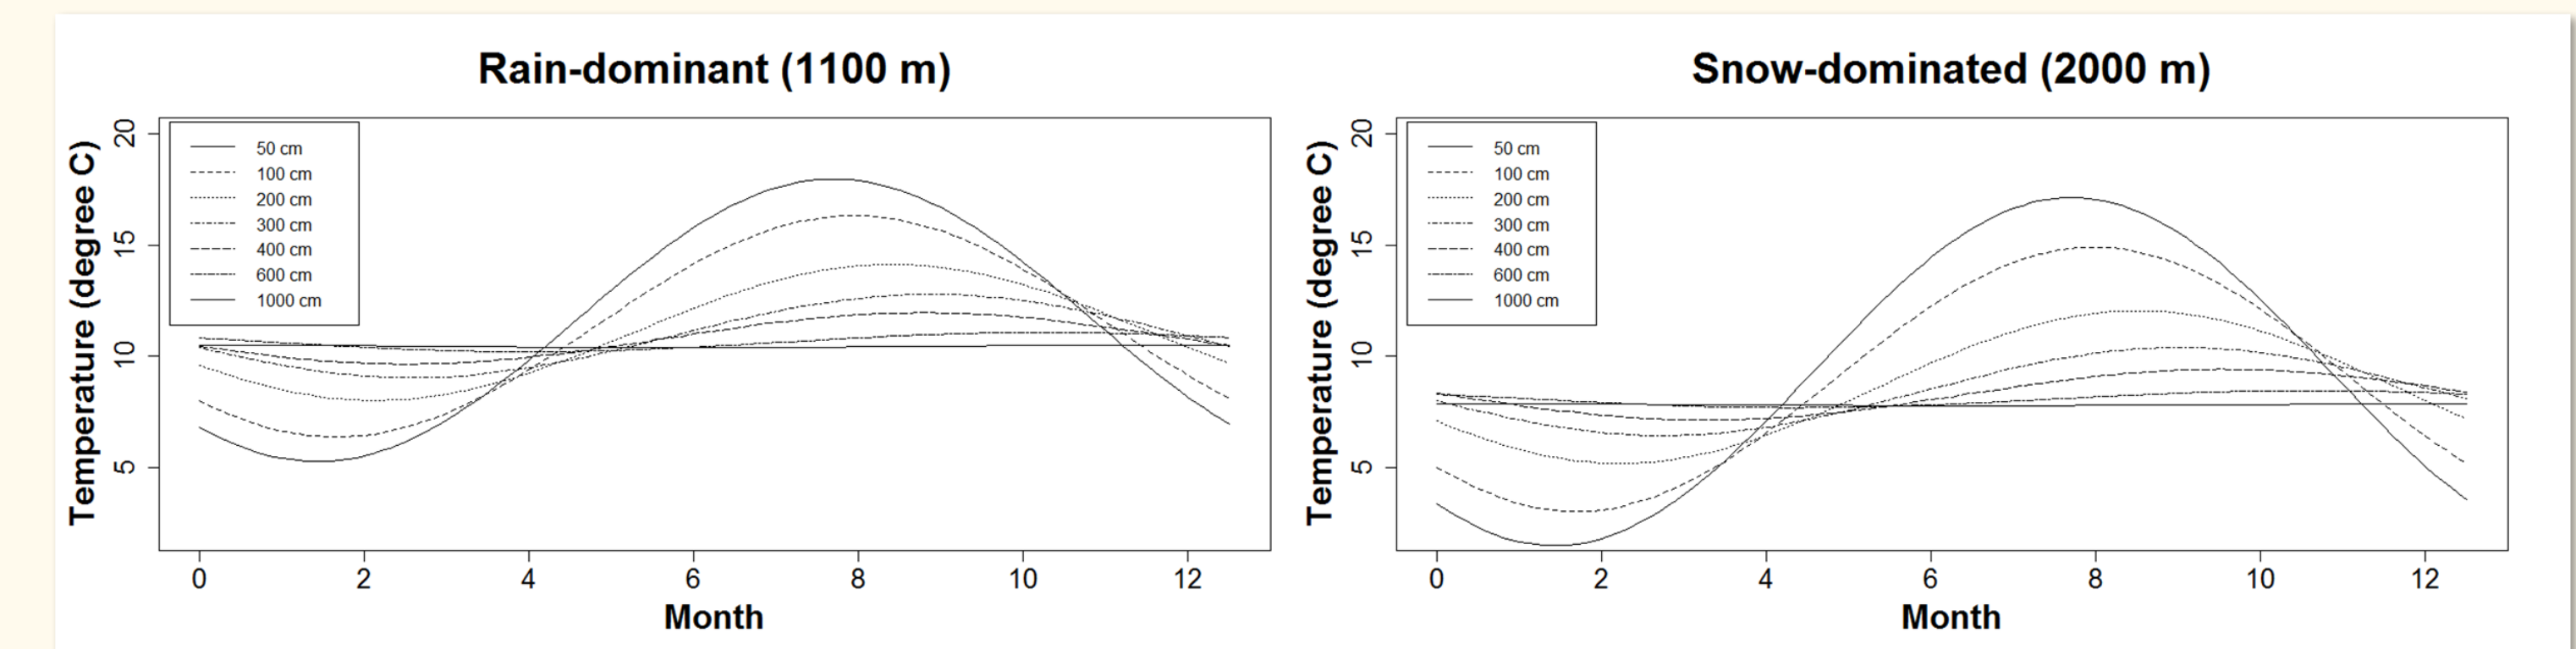 Rain-dominant (1100 m)
Temperature (degree C)
20
15
10
5
50 cm
100 cm
200 cm
300 cm
400 cm
600 cm
1000 cm
0 2 4 6 8 10 12
Month
Snow-dominated (2000 m)
Temperature (degree C)
20
15
10
5
50 cm
100 cm
200 cm
300 cm
400 cm
600 cm
1000 cm
0 2 4 6 8 10 12
Month